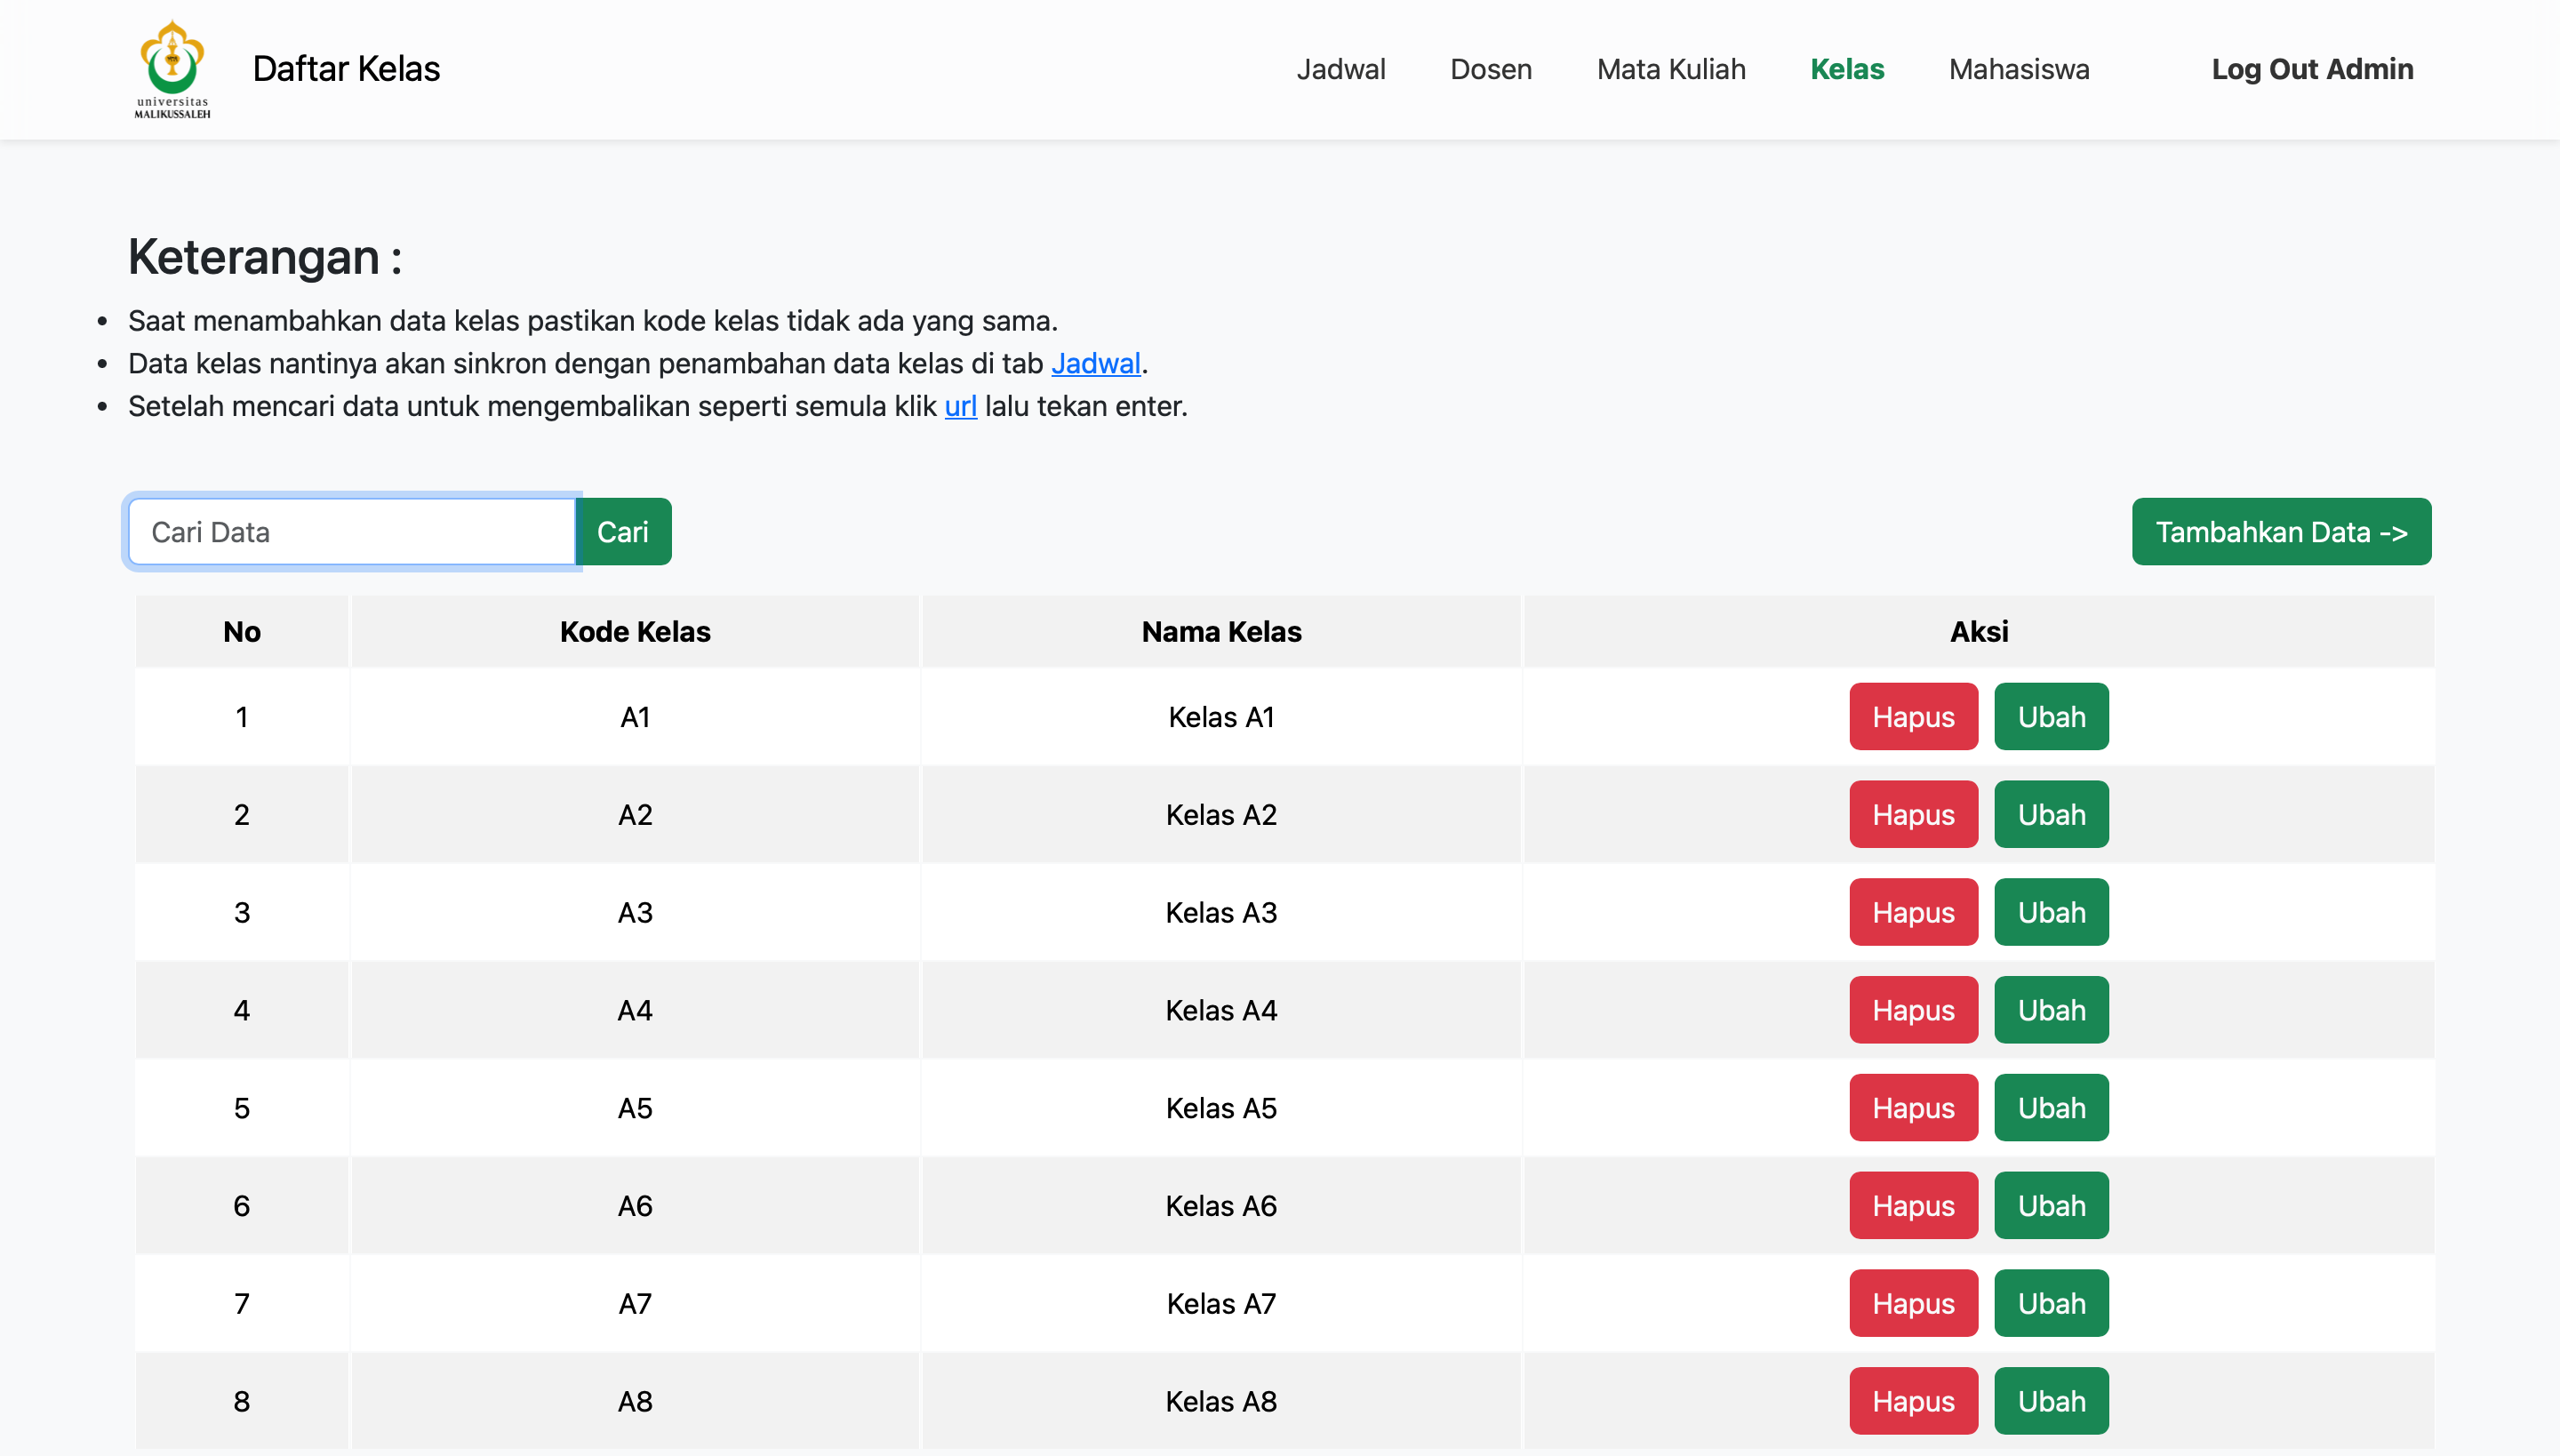 universitas
MALIKUSSALEH
Daftar Kelas
Jadwal Dosen Mata Kuliah Kelas Mahasiswa Log Out Admin
Keterangan :
• Saat menambahkan data kelas pastikan kode kelas tidak ada yang sama.
• Data kelas nantinya akan sinkron dengan penambahan data kelas di tab Jadwal.
• Setelah mencari data untuk mengembalikan seperti semula klik url lalu tekan enter.
Cari Data Cari Tambahkan Data ->
No Kode Kelas Nama Kelas Aksi
1 A1 Kelas A1 Hapus Ubah
2 A2 Kelas A2 Hapus Ubah
3 A3 Kelas A3 Hapus Ubah
4 A4 Kelas A4 Hapus Ubah
5 A5 Kelas A5 Hapus Ubah
6 A6 Kelas A6 Hapus Ubah
7 A7 Kelas A7 Hapus Ubah
8 A8 Kelas A8 Hapus Ubah